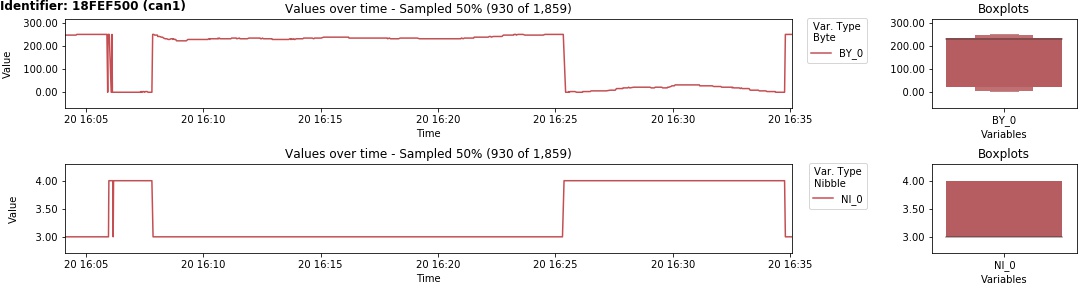 Identifier: 18FEF500 (can1)
Values over time - Sampled 50% (930 of 1,859)
Boxplots
300.00
200.00
100.00
0.00
Value
20 16:05
20 16:10
20 16:15
20 16:20
20 16:25
20 16:30
20 16:35
Time
Var. Type
Byte
BY_0
300.00
200.00
100.00
0.00
BY_0
Variables
Values over time - Sampled 50% (930 of 1,859)
Boxplots
4.00
3.50
3.00
Value
20 16:05
20 16:10
20 16:15
20 16:20
20 16:25
20 16:30
20 16:35
Time
Var. Type
Nibble
NI_0
4.00
3.50
3.00
NI_0
Variables